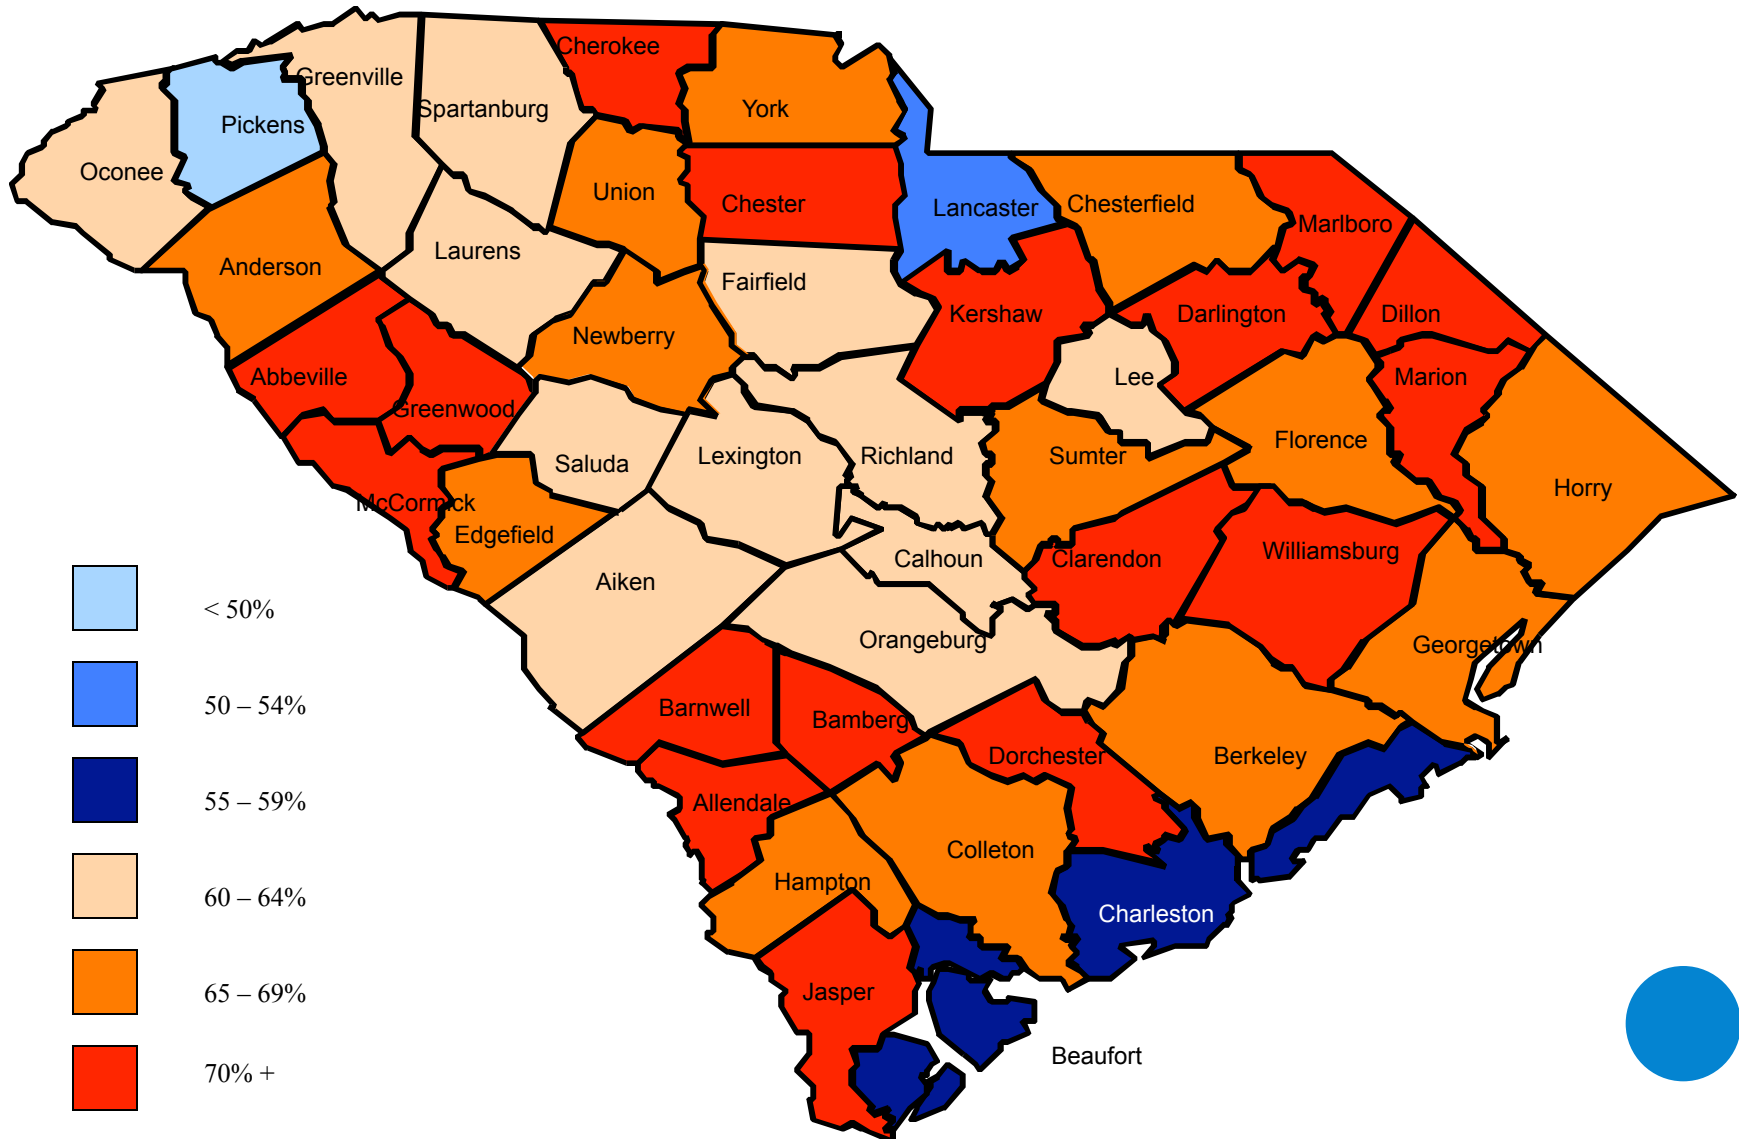 Cherokee
Greenville
Spartanburg
York
Pickens
Oconee
Union
Chester
Lancaster
Chesterfield
Marlboro
Laurens
Anderson
Fairfield
Kershaw
Darlington
Dillon
Newberry
Abbeville
Lee
Marion
Greenwood
Florence
Saluda
Lexington
Richland
Sumter
Horry
McCormick
Edgefield
Calhoun
Clarendon
Williamsburg
Aiken
< 50%
Orangeburg
Georgetown
50 – 54%
Barnwell
Bamberg
Dorchester
Berkeley
55 – 59%
Allendale
Colleton
Hampton
60 – 64%
Charleston
65 – 69%
Jasper
Beaufort
70% +